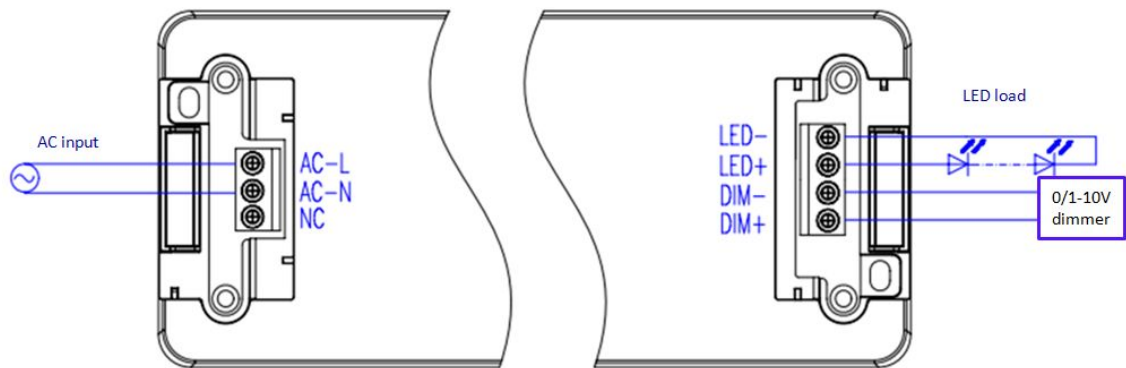 AC input
AC-L
AC-N
NC
LED load
LED-
LED+
DIM-
DIM+
0/1-10V
dimmer